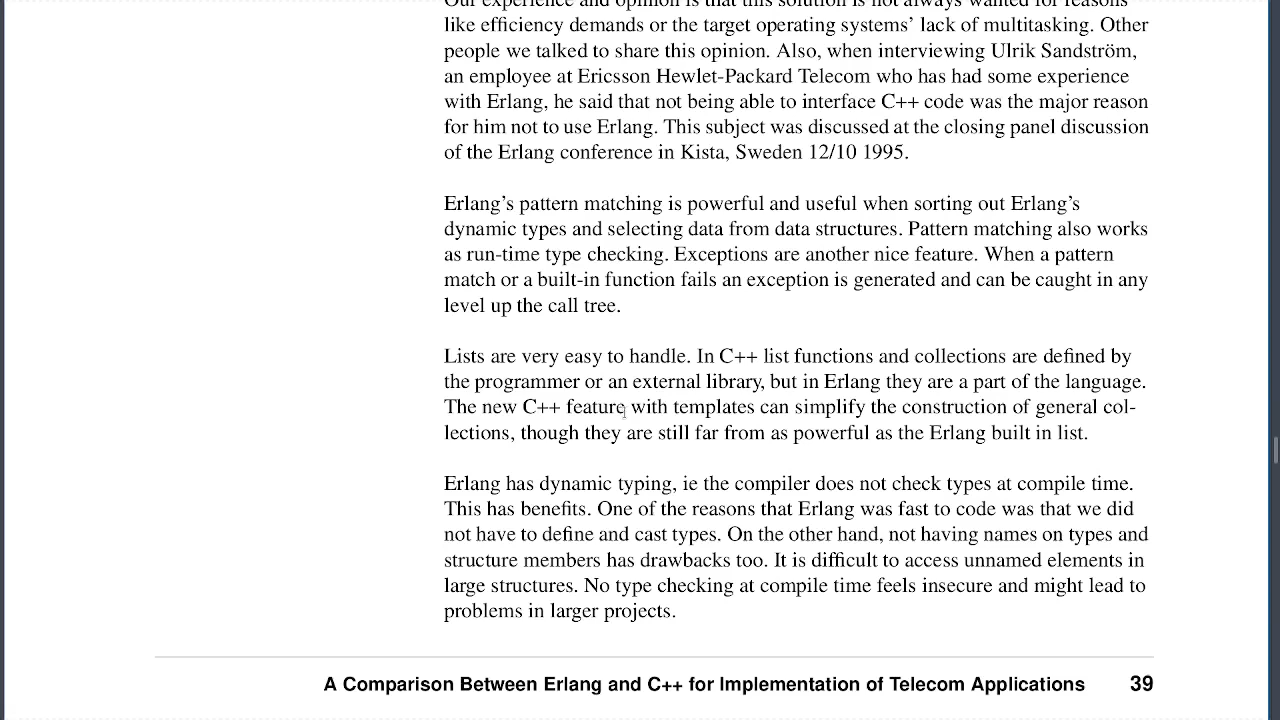 Our experience and opinion is that this solution is not always wanted for reasons
like efficiency demands or the target operating systems’ lack of multitasking. Other
people we talked to share this opinion. Also, when interviewing Ulrik Sandström,
an employee at Ericsson Hewlet-Packard Telecom who has had some experience
with Erlang, he said that not being able to interface C++ code was the major reason
for him not to use Erlang. This subject was discussed at the closing panel discussion
of the Erlang conference in Kista, Sweden 12/10 1995.
Erlang’s pattern matching is powerful and useful when sorting out Erlang’s
dynamic types and selecting data from data structures. Pattern matching also works
as run-time type checking. Exceptions are another nice feature. When a pattern
match or a built-in function fails an exception is generated and can be caught in any
level up the call tree.
Lists are very easy to handle. In C++ list functions and collections are defined by
the programmer or an external library, but in Erlang they are a part of the language.
The new C++ feature with templates can simplify the construction of general col-
lections, though they are still far from as powerful as the Erlang built in list.
Erlang has dynamic typing, ie the compiler does not check types at compile time.
This has benefits. One of the reasons that Erlang was fast to code was that we did
not have to define and cast types. On the other hand, not having names on types and
structure members has drawbacks too. It is difficult to access unnamed elements in
large structures. No type checking at compile time feels insecure and might lead to
problems in larger projects.
A Comparison Between Erlang and C++ for Implementation of Telecom Applications 39